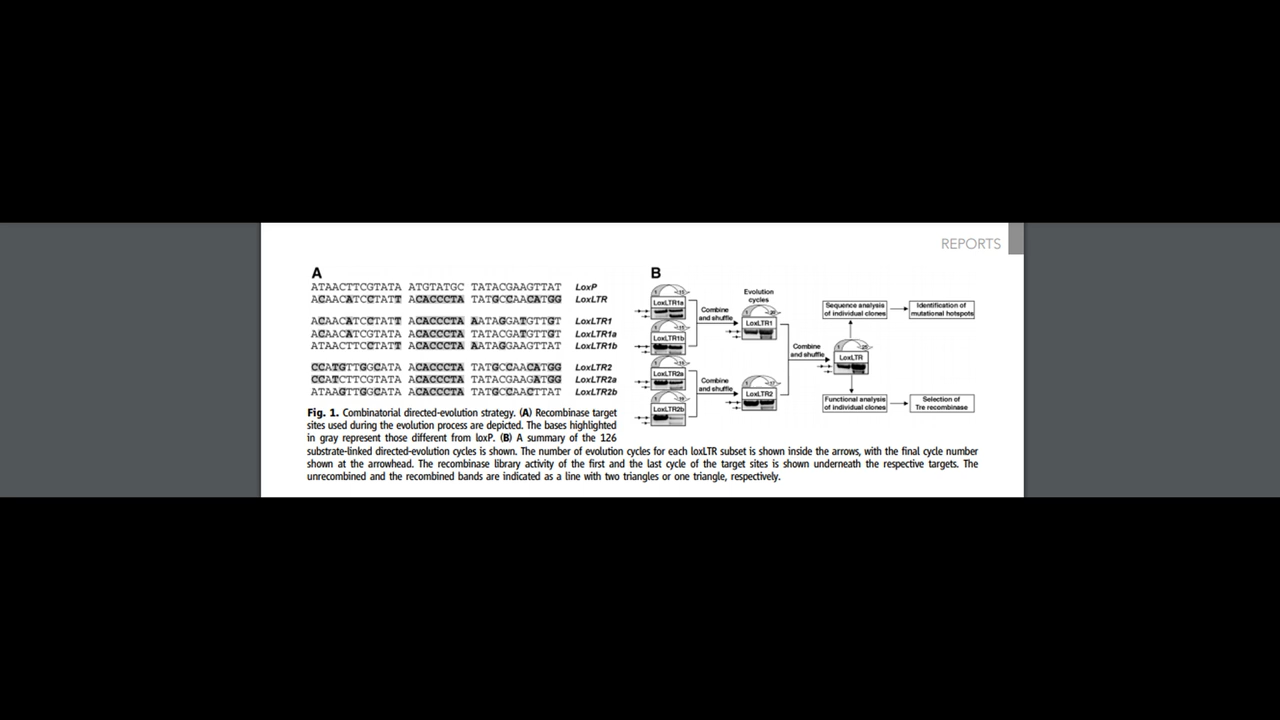 REPORTS
A
ATAACTTCGTATA ATGTATGC TATACGAAGTTAT LoxP
ACAACATCCTATT ACACCCTA TATGCCAACATGG LoxLTR
ACAACATCCTATT ACACCCTA AATAGGATGTTGT LoxLTR1
ACAACATCGTATA ACACCCTA TATACGATGTTGT LoxLTR1a
ATAACTTCCTATT ACACCCTA AATAGGAAGTTAT LoxLTR1b
CCATGTTGGCATA ACACCCTA TATGCCAACATGG LoxLTR2
CCATCTTCGTATA ACACCCTA TATACGAAGATGG LoxLTR2a
ATAAGTTGGCATA ACACCCTA TATGCCAACTTAT LoxLTR2b
B
LoxLTR1a
LoxLTR1b
LoxLTR2a
LoxLTR2b
Combine
and shuffle
Combine
and shuffle
Evolution
cycles
LoxLTR1
LoxLTR2
Combine
and shuffle
LoxLTR
Sequence analysis
of individual clones
Identification of
mutational hotspots
Functional analysis
of individual clones
Selection of
Tre recombinase
Fig. 1. Combinatorial directed-evolution strategy. (A) Recombinase target
sites used during the evolution process are depicted. The bases highlighted
in gray represent those different from loxP. (B) A summary of the 126
substrate-linked directed-evolution cycles is shown. The number of evolution cycles for each loxLTR subset is shown inside the arrows, with the final cycle number
shown at the arrowhead. The recombinase library activity of the first and the last cycle of the target sites is shown underneath the respective targets. The
unrecombined and the recombined bands are indicated as a line with two triangles or one triangle, respectively.